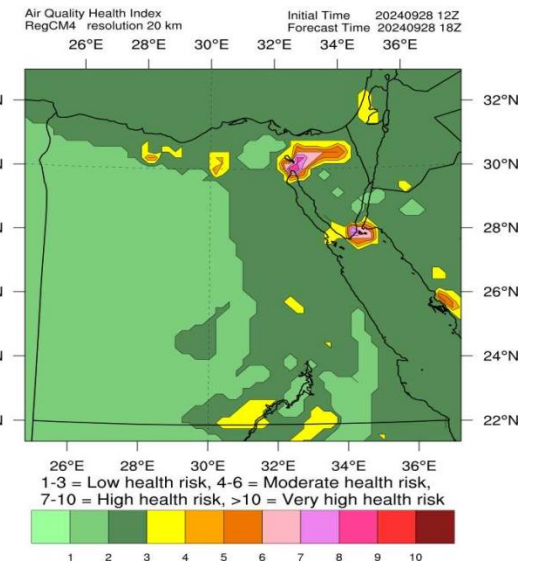 Air Quality Health Index
RegCM4 resolution 20 km
Initial Time 20240928 12Z
Forecast Time 20240928 18Z
26°E 28°E 30°E 32°E 34°E 36°E
32°N
30°N
28°N
26°N
24°N
22°N
N
N
N
N
N
N
26°E 28°E 30°E 32°E 34°E 36°E
1-3 = Low health risk, 4-6 = Moderate health risk,
7-10 = High health risk, >10 = Very high health risk
1 2 3 4 5 6 7 8 9 10